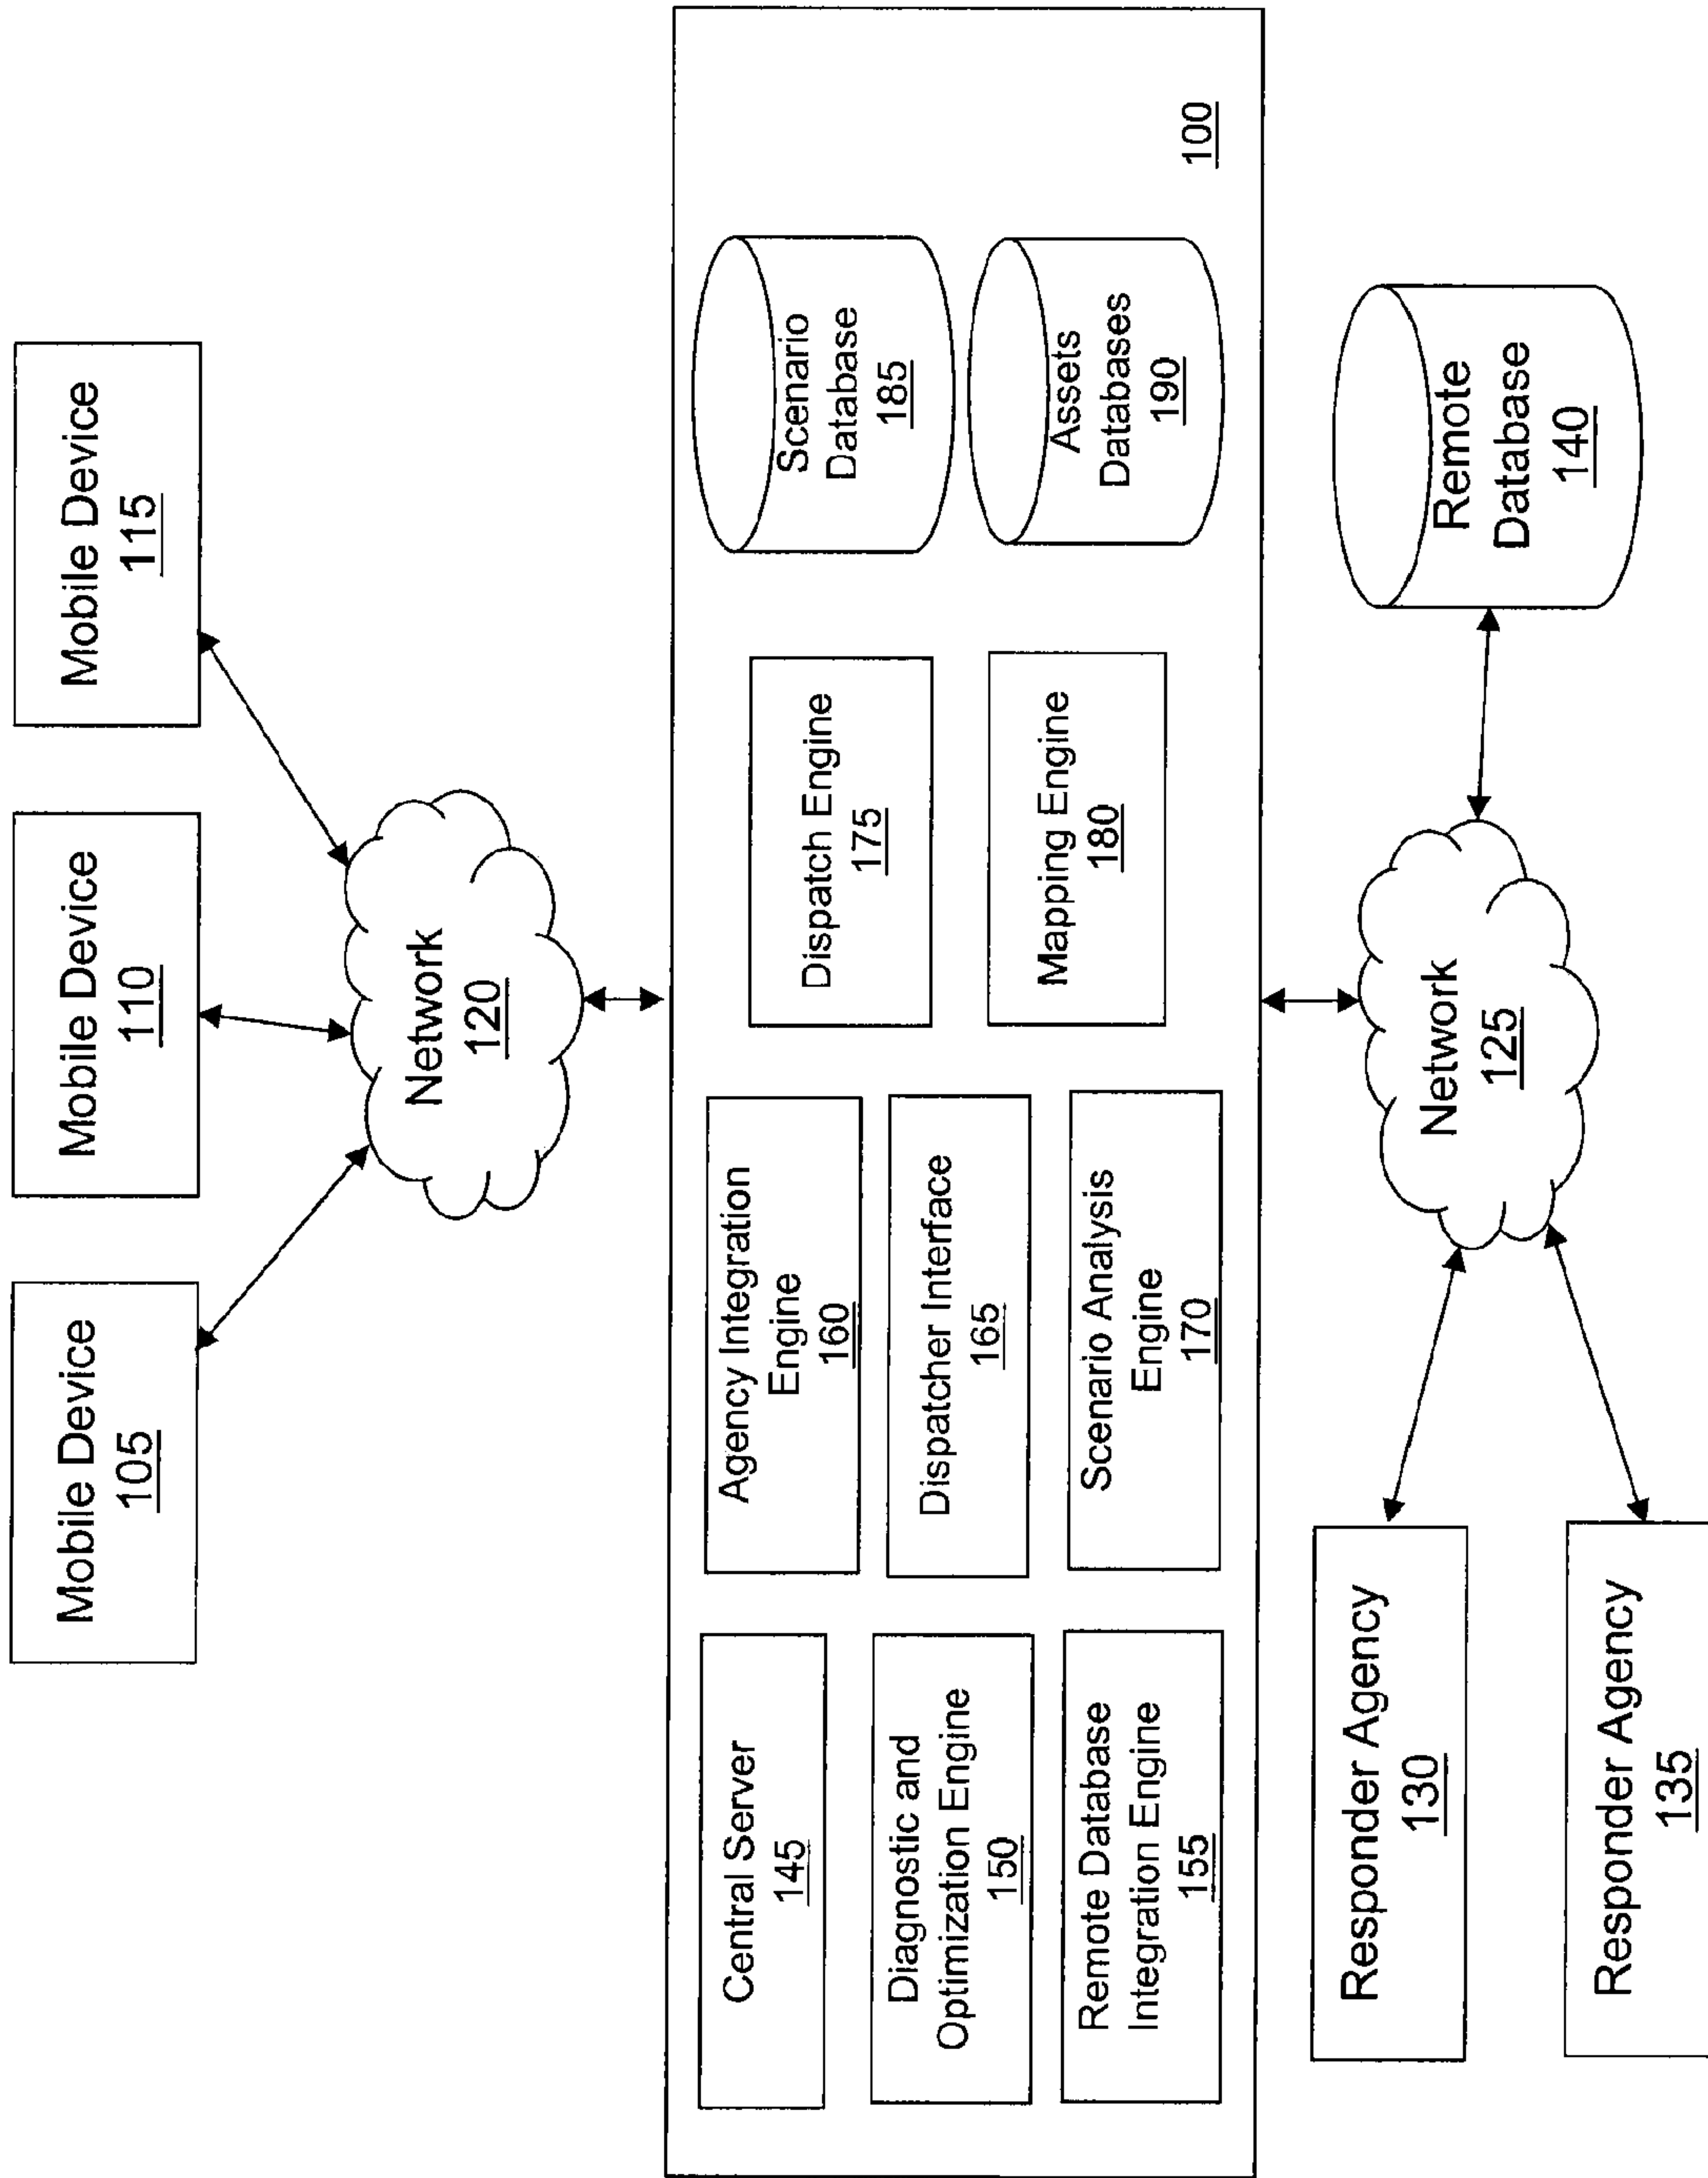 Mobile Device
105
Mobile Device
110
Mobile Device
115
Network
120
Central Server
145
Diagnostic and
Optimization Engine
150
Remote Database
Integration Engine
155
Agency Integration
Engine
160
Dispatcher Interface
165
Scenario Analysis
Engine
170
Dispatch Engine
175
Mapping Engine
180
Scenario
Database
185
Assets
Databases
190
100
Responder Agency
130
Responder Agency
135
Network
125
Remote
Database
140